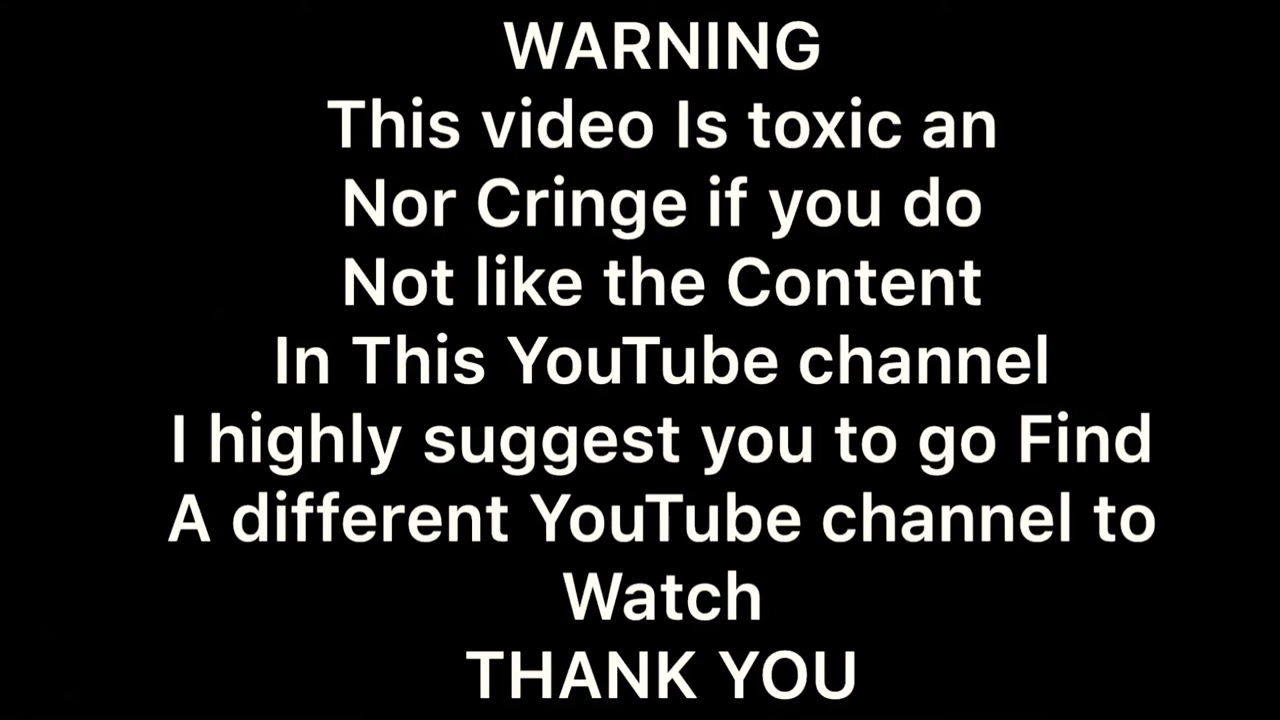 WARNING
This video Is toxic an
Nor Cringe if you do
Not like the Content
In This YouTube channel
I highly suggest you to go Find
A different YouTube channel to
Watch
THANK YOU